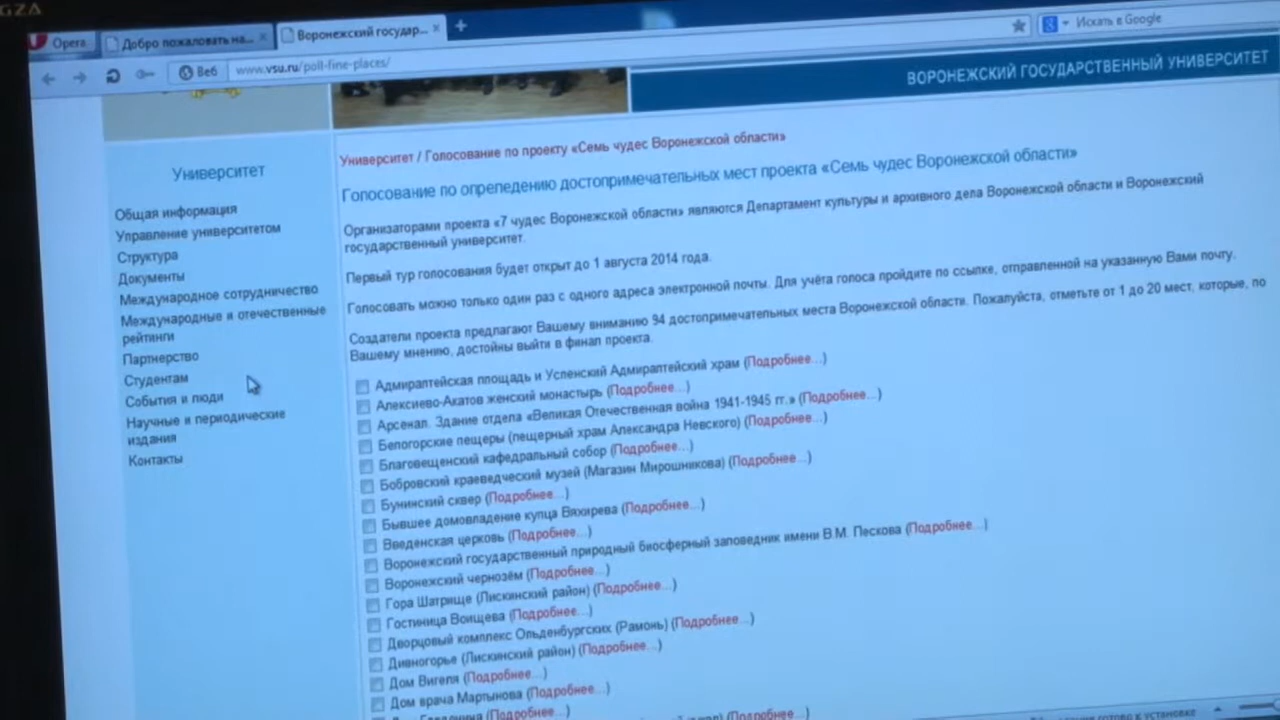 GZA
Opera
Добро пожаловать на...
Воронежский государ...
Веб
www.vsu.ru/poll-fine-places/
Искать в Google
ВОРОНЕЖСКИЙ ГОСУДАРСТВЕННЫЙ УНИВЕРСИТЕТ
Университет
Общая информация
Управление университетом
Структура
Документы
Международное сотрудничество
Международные и отечественные
рейтинги
Партнерство
Студентам
События и люди
Научные и периодические
издания
Контакты
Университет / Голосование по проекту «Семь чудес Воронежской области»
Голосование по определению достопримечательных мест проекта «Семь чудес Воронежской области»
Организаторами проекта «7 чудес Воронежской области» являются Департамент культуры и архивного дела Воронежской области и Воронежский
государственный университет.
Первый тур голосования будет открыт до 1 августа 2014 года.
Голосовать можно только один раз с одного адреса электронной почты. Для учёта голоса пройдите по ссылке, отправленной на указанную Вами почту.
Создатели проекта предлагают Вашему вниманию 94 достопримечательных места Воронежской области. Пожалуйста, отметьте от 1 до 20 мест, которые, по
Вашему мнению, достойны выйти в финал проекта.
Адмиралтейская площадь и Успенский Адмиралтейский храм (Подробнее...)
Алексиево-Акатов женский монастырь (Подробнее...)
Арсенал. Здание отдела «Великая Отечественная война 1941-1945 гг.» (Подробнее...)
Белогорские пещеры (пещерный храм Александра Невского) (Подробнее...)
Благовещенский кафедральный собор (Подробнее...)
Бобровский краеведческий музей (Магазин Мирошникова) (Подробнее...)
Бунинский сквер (Подробнее...)
Бывшее домовладение купца Вяхирева (Подробнее...)
Введенская церковь (Подробнее...)
Воронежский государственный природный биосферный заповедник имени В.М. Пескова (Подробнее...)
Воронежский чернозём (Подробнее...)
Гора Шатрище (Лискинский район) (Подробнее...)
Гостиница Воищева (Подробнее...)
Дворцовый комплекс Ольденбургских (Рамонь) (Подробнее...)
Дивногорье (Лискинский район) (Подробнее...)
Дом Вигеля (Подробнее...)
Дом врача Мартынова (Подробнее...)
(Подробнее...)
(Подробнее...)
готово к установке